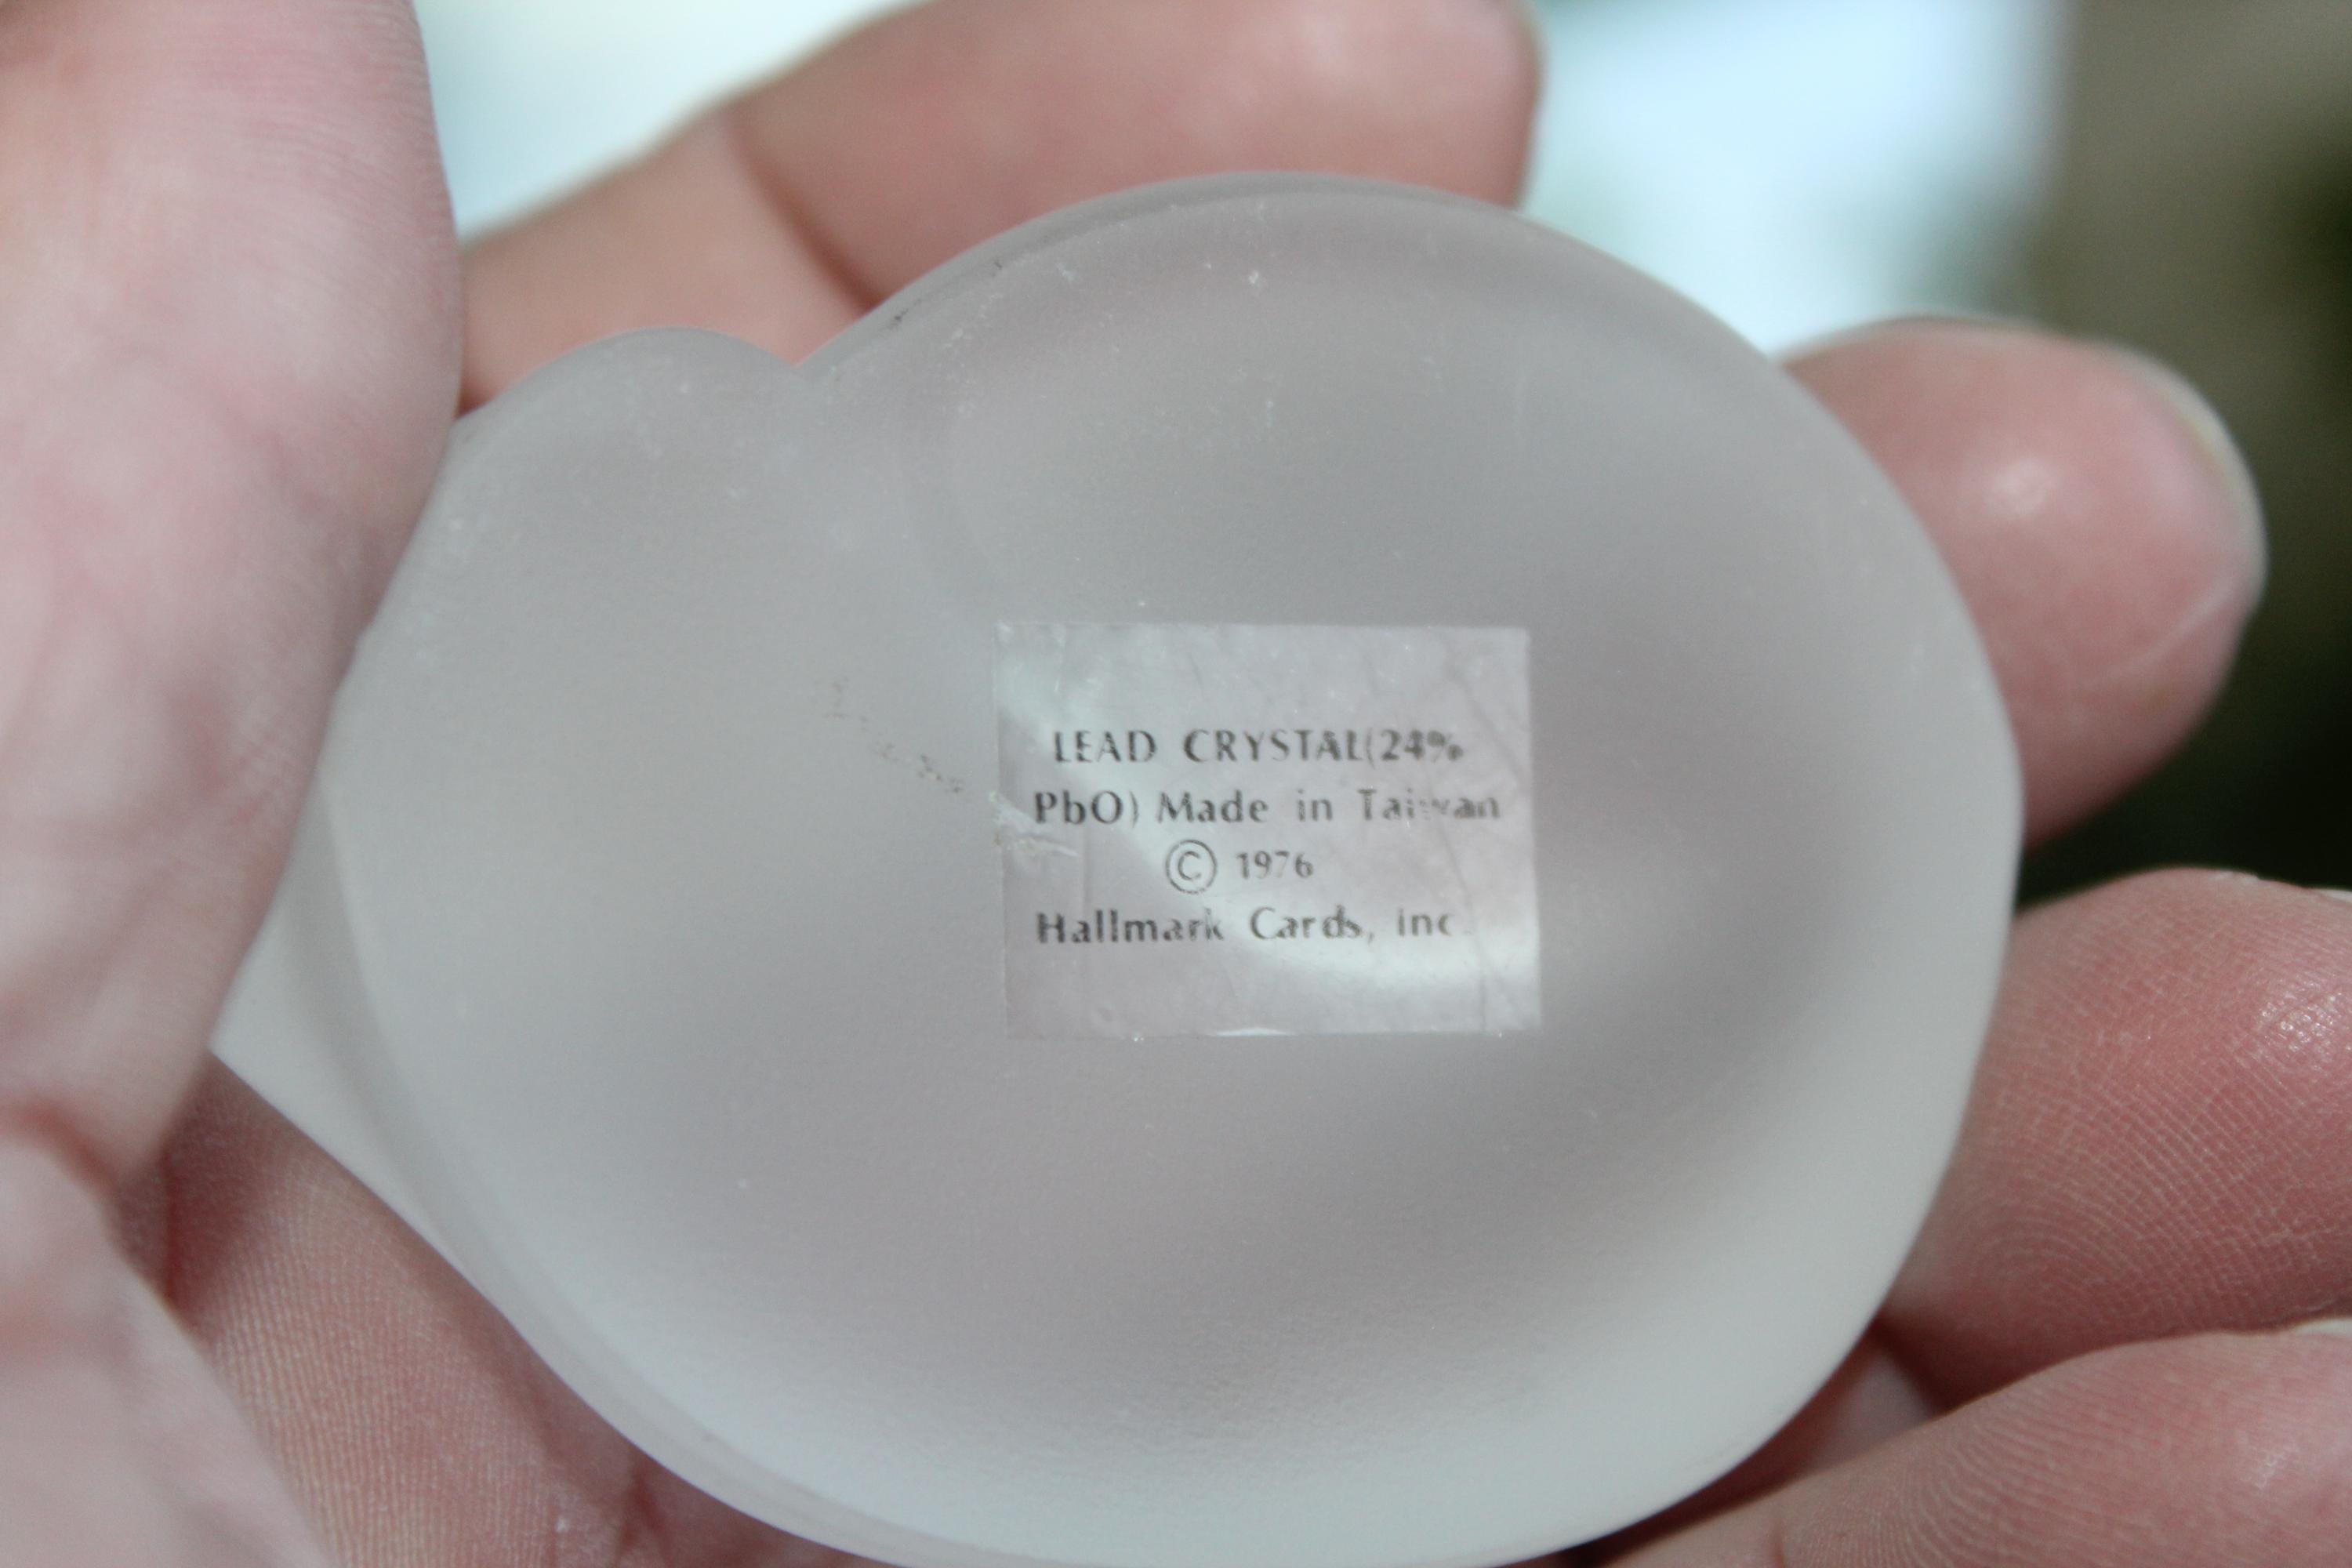 LEAD CRYSTAL(24%
PbO) Made in Taiwan
© 1976
Hallmark Cards, Inc.